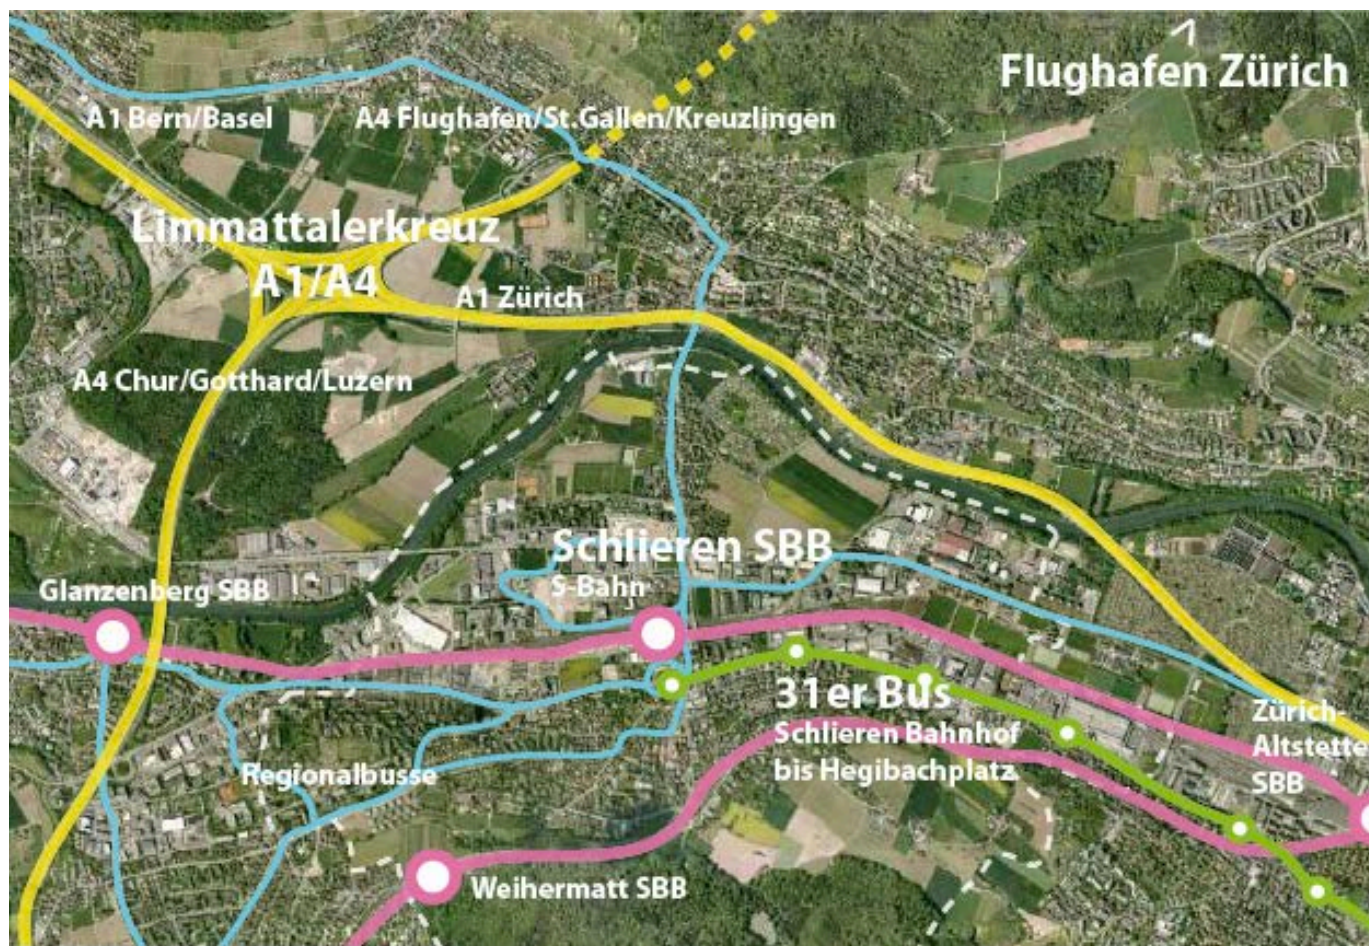 Flughafen Zürich
A1 Bern/Basel
A4 Flughafen/St.Gallen/Kreuzlingen
Limmattalerkreuz
A1/A4
A1 Zürich
A4 Chur/Gotthard/Luzern
Schlieren SBB
S-Bahn
Glanzenberg SBB
31er Bus
Schlieren Bahnhof
bis Hegibachplatz
Zürich-
Altstette
SBB
Regionalbusse
Weihermatt SBB